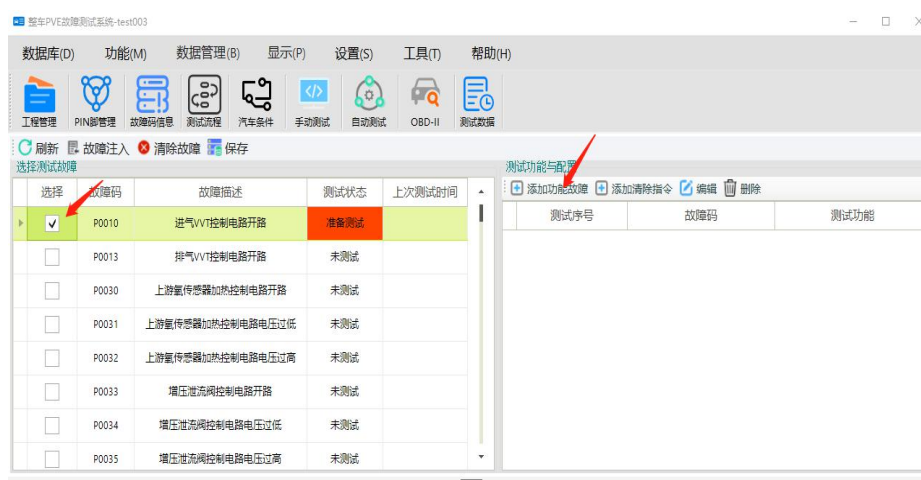 整车PVE故障测试系统-test003
数据库(D) 功能(M) 数据管理(B) 显示(P) 设置(S) 工具(T) 帮助(H)
工程管理 PIN脚管理 故障码信息 测试流程 汽车条件 手动测试 自动测试 OBD-II 测试数据
刷新 故障注入 清除故障 保存
选择测试故障
选择 故障码 故障描述 测试状态 上次测试时间
P0010 进气VVT控制电路开路 准备测试
P0013 排气VVT控制电路开路 未测试
P0030 上游氧传感器加热控制电路开路 未测试
P0031 上游氧传感器加热控制电路电压过低 未测试
P0032 上游氧传感器加热控制电路电压过高 未测试
P0033 增压泄流阀控制电路开路 未测试
P0034 增压泄流阀控制电路电压过低 未测试
P0035 增压泄流阀控制电路电压过高 未测试
测试功能与配置
添加功能故障 添加清除指令 编辑 删除
测试序号 故障码 测试功能